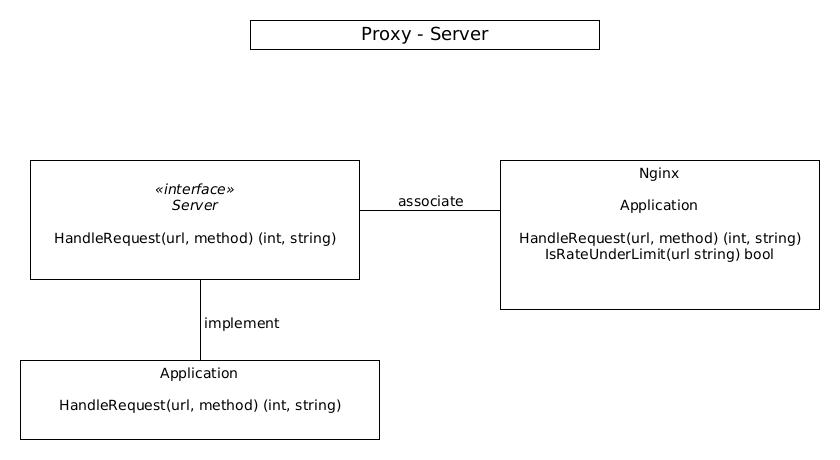 Proxy - Server
«interface»
Server
HandleRequest(url, method) (int, string)
associate
Nginx
Application
HandleRequest(url, method) (int, string)
IsRateUnderLimit(url string) bool
implement
Application
HandleRequest(url, method) (int, string)